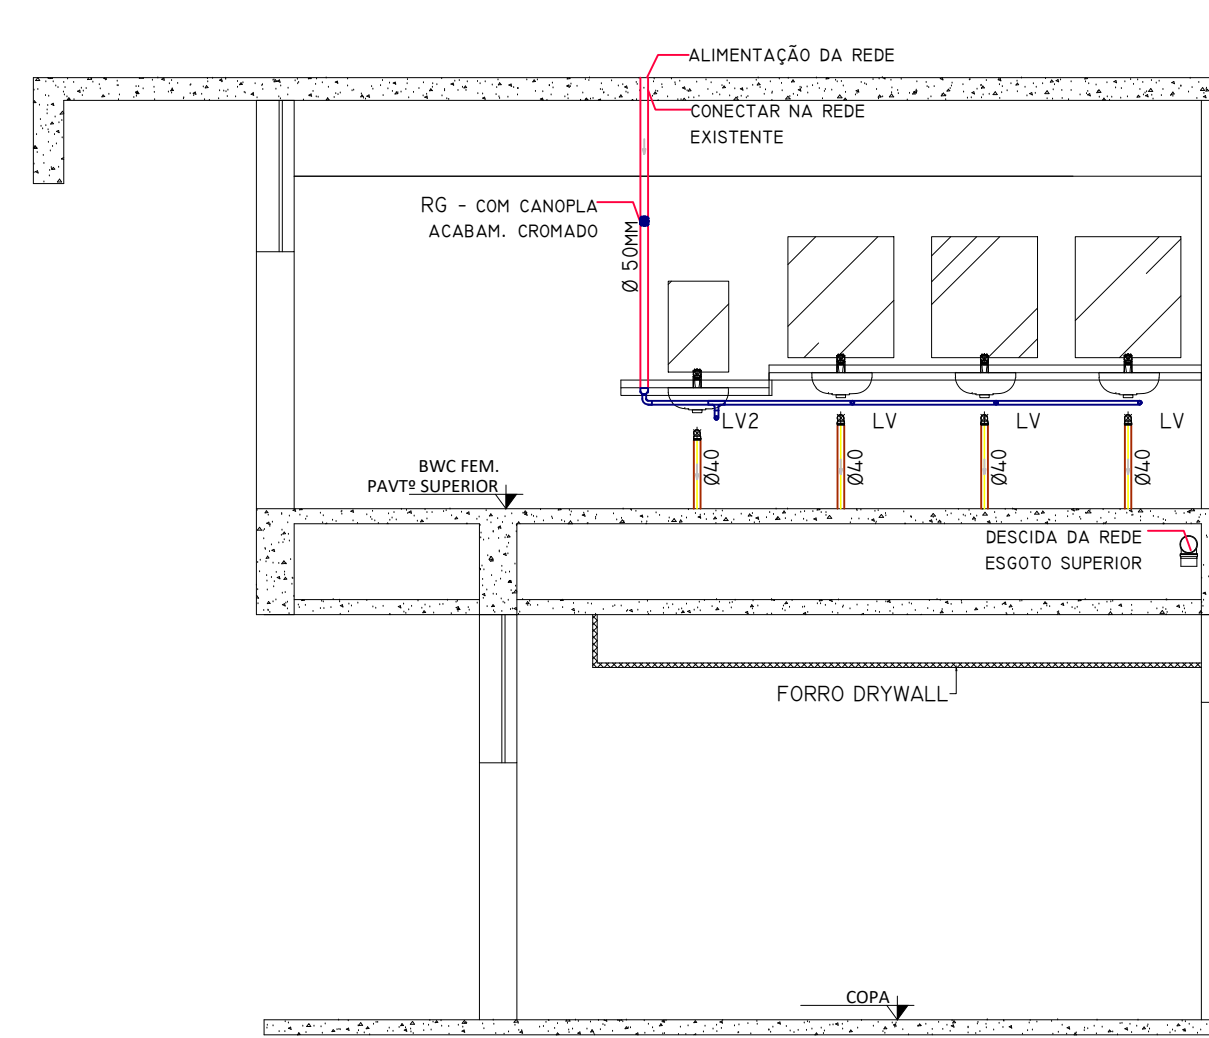 ALIMENTAÇÃO DA REDE
CONECTAR NA REDE
EXISTENTE
RG - COM CANOPLA
ACABAM. CROMADO
Ø 50MM
LV2
LV
LV
LV
Ø40
Ø40
Ø40
Ø40
BWC FEM.
PAVTº SUPERIOR
DESCIDA DA REDE
ESGOTO SUPERIOR
FORRO DRYWALL
COPA